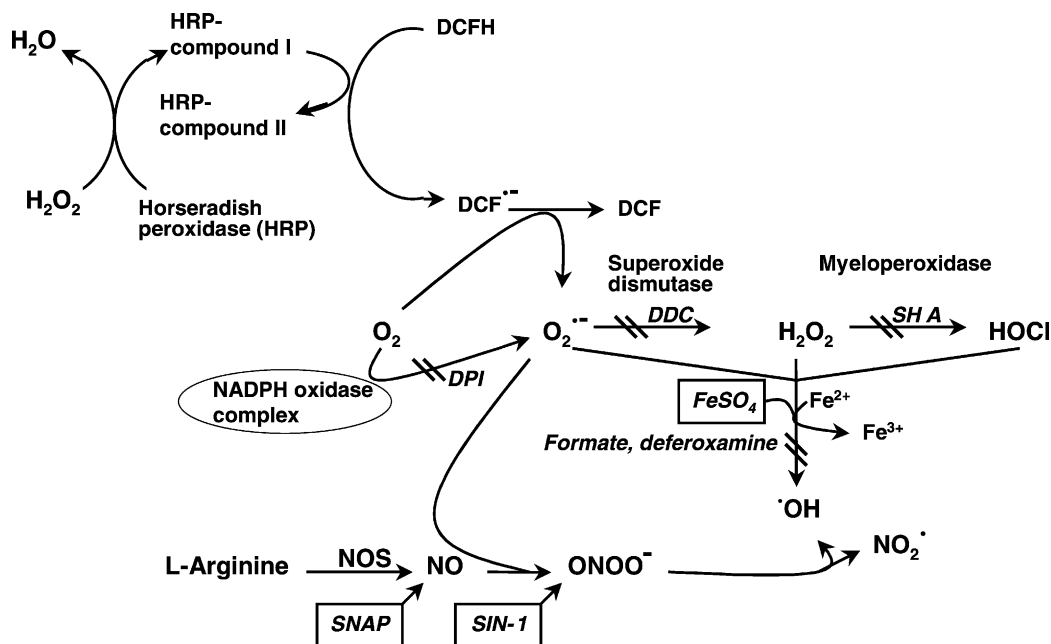 HRP-
compound I
DCFH
H₂O
HRP-
compound II
H₂O₂
Horseradish
peroxidase (HRP)
DCF•-
DCF
Superoxide
dismutase
Myeloperoxidase
O₂
O₂•-
DDC
H₂O₂
SHA
HOCl
DPI
NADPH oxidase
complex
FeSO₄
Fe²⁺
Fe³⁺
Formate, deferoxamine
•OH
NO₂•
L-Arginine
NOS
NO
ONOO⁻
SNAP
SIN-1